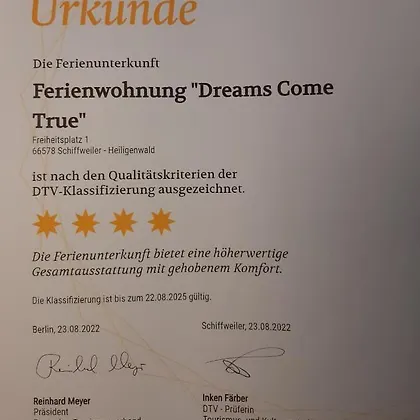 Urkunde
Die Ferienunterkunft
Ferienwohnung "Dreams Come
True"
Freiheitsplatz 1
66578 Schiffweiler - Heiligenwald
ist nach den Qualitätskriterien der
DTV-Klassifizierung ausgezeichnet.
Die Ferienunterkunft bietet eine höherwertige
Gesamtausstattung mit gehobenem Komfort.
Die Klassifizierung ist bis zum 22.08.2025 gültig.
Berlin, 23.08.2022
Schiffweiler, 23.08.2022
Reinhard Meyer
Präsident
Inken Färber
DTV - Prüferin